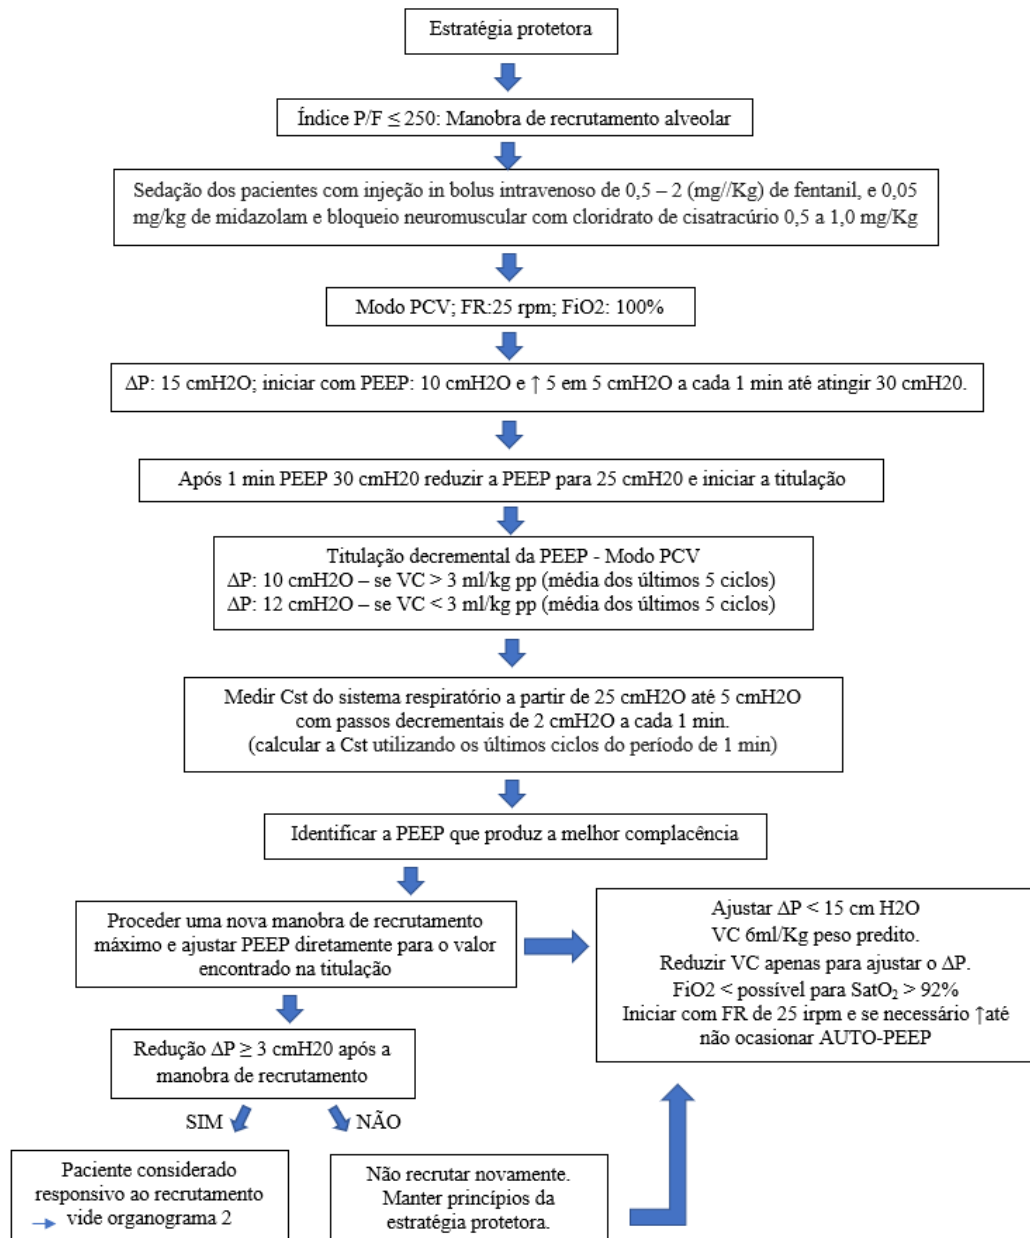 Estratégia protetora
Índice P/F ≤ 250: Manobra de recrutamento alveolar
Sedação dos pacientes com injeção in bolus intravenoso de 0,5 – 2 (mg//Kg) de fentanil, e 0,05
mg/kg de midazolam e bloqueio neuromuscular com cloridrato de cisatracúrio 0,5 a 1,0 mg/Kg
Modo PCV; FR:25 rpm; FiO2: 100%
ΔP: 15 cmH2O; iniciar com PEEP: 10 cmH2O e ↑ 5 em 5 cmH2O a cada 1 min até atingir 30 cmH20.
Após 1 min PEEP 30 cmH20 reduzir a PEEP para 25 cmH20 e iniciar a titulação
Titulação decremental da PEEP - Modo PCV
ΔP: 10 cmH2O – se VC > 3 ml/kg pp (média dos últimos 5 ciclos)
ΔP: 12 cmH2O – se VC < 3 ml/kg pp (média dos últimos 5 ciclos)
Medir Cst do sistema respiratório a partir de 25 cmH2O até 5 cmH2O
com passos decrementais de 2 cmH2O a cada 1 min.
(calcular a Cst utilizando os últimos ciclos do período de 1 min)
Identificar a PEEP que produz a melhor complacência
Proceder uma nova manobra de recrutamento
máximo e ajustar PEEP diretamente para o valor
encontrado na titulação
Ajustar ΔP < 15 cm H2O
VC 6ml/Kg peso predito.
Reduzir VC apenas para ajustar o ΔP.
FiO2 < possível para SatO₂ > 92%
Iniciar com FR de 25 irpm e se necessário ↑até
não ocasionar AUTO-PEEP
Redução ΔP ≥ 3 cmH20 após a
manobra de recrutamento
SIM
NÃO
Paciente considerado
responsivo ao recrutamento
→ vide organograma 2
Não recrutar novamente.
Manter princípios da
estratégia protetora.